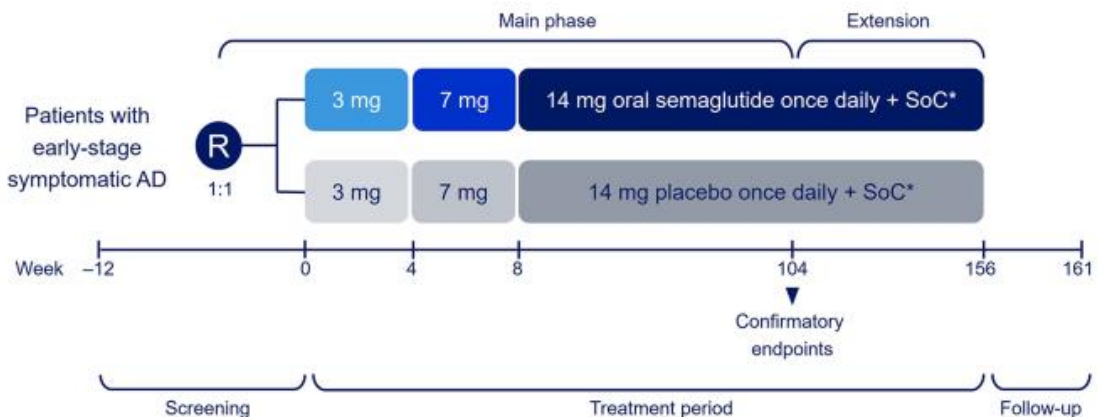 Main phase
Extension
3 mg
7 mg
14 mg oral semaglutide once daily + SoC*
Patients with
early-stage
symptomatic AD
R
1:1
3 mg
7 mg
14 mg placebo once daily + SoC*
Week
–12
0
4
8
104
156
161
Confirmatory
endpoints
Screening
Treatment period
Follow-up